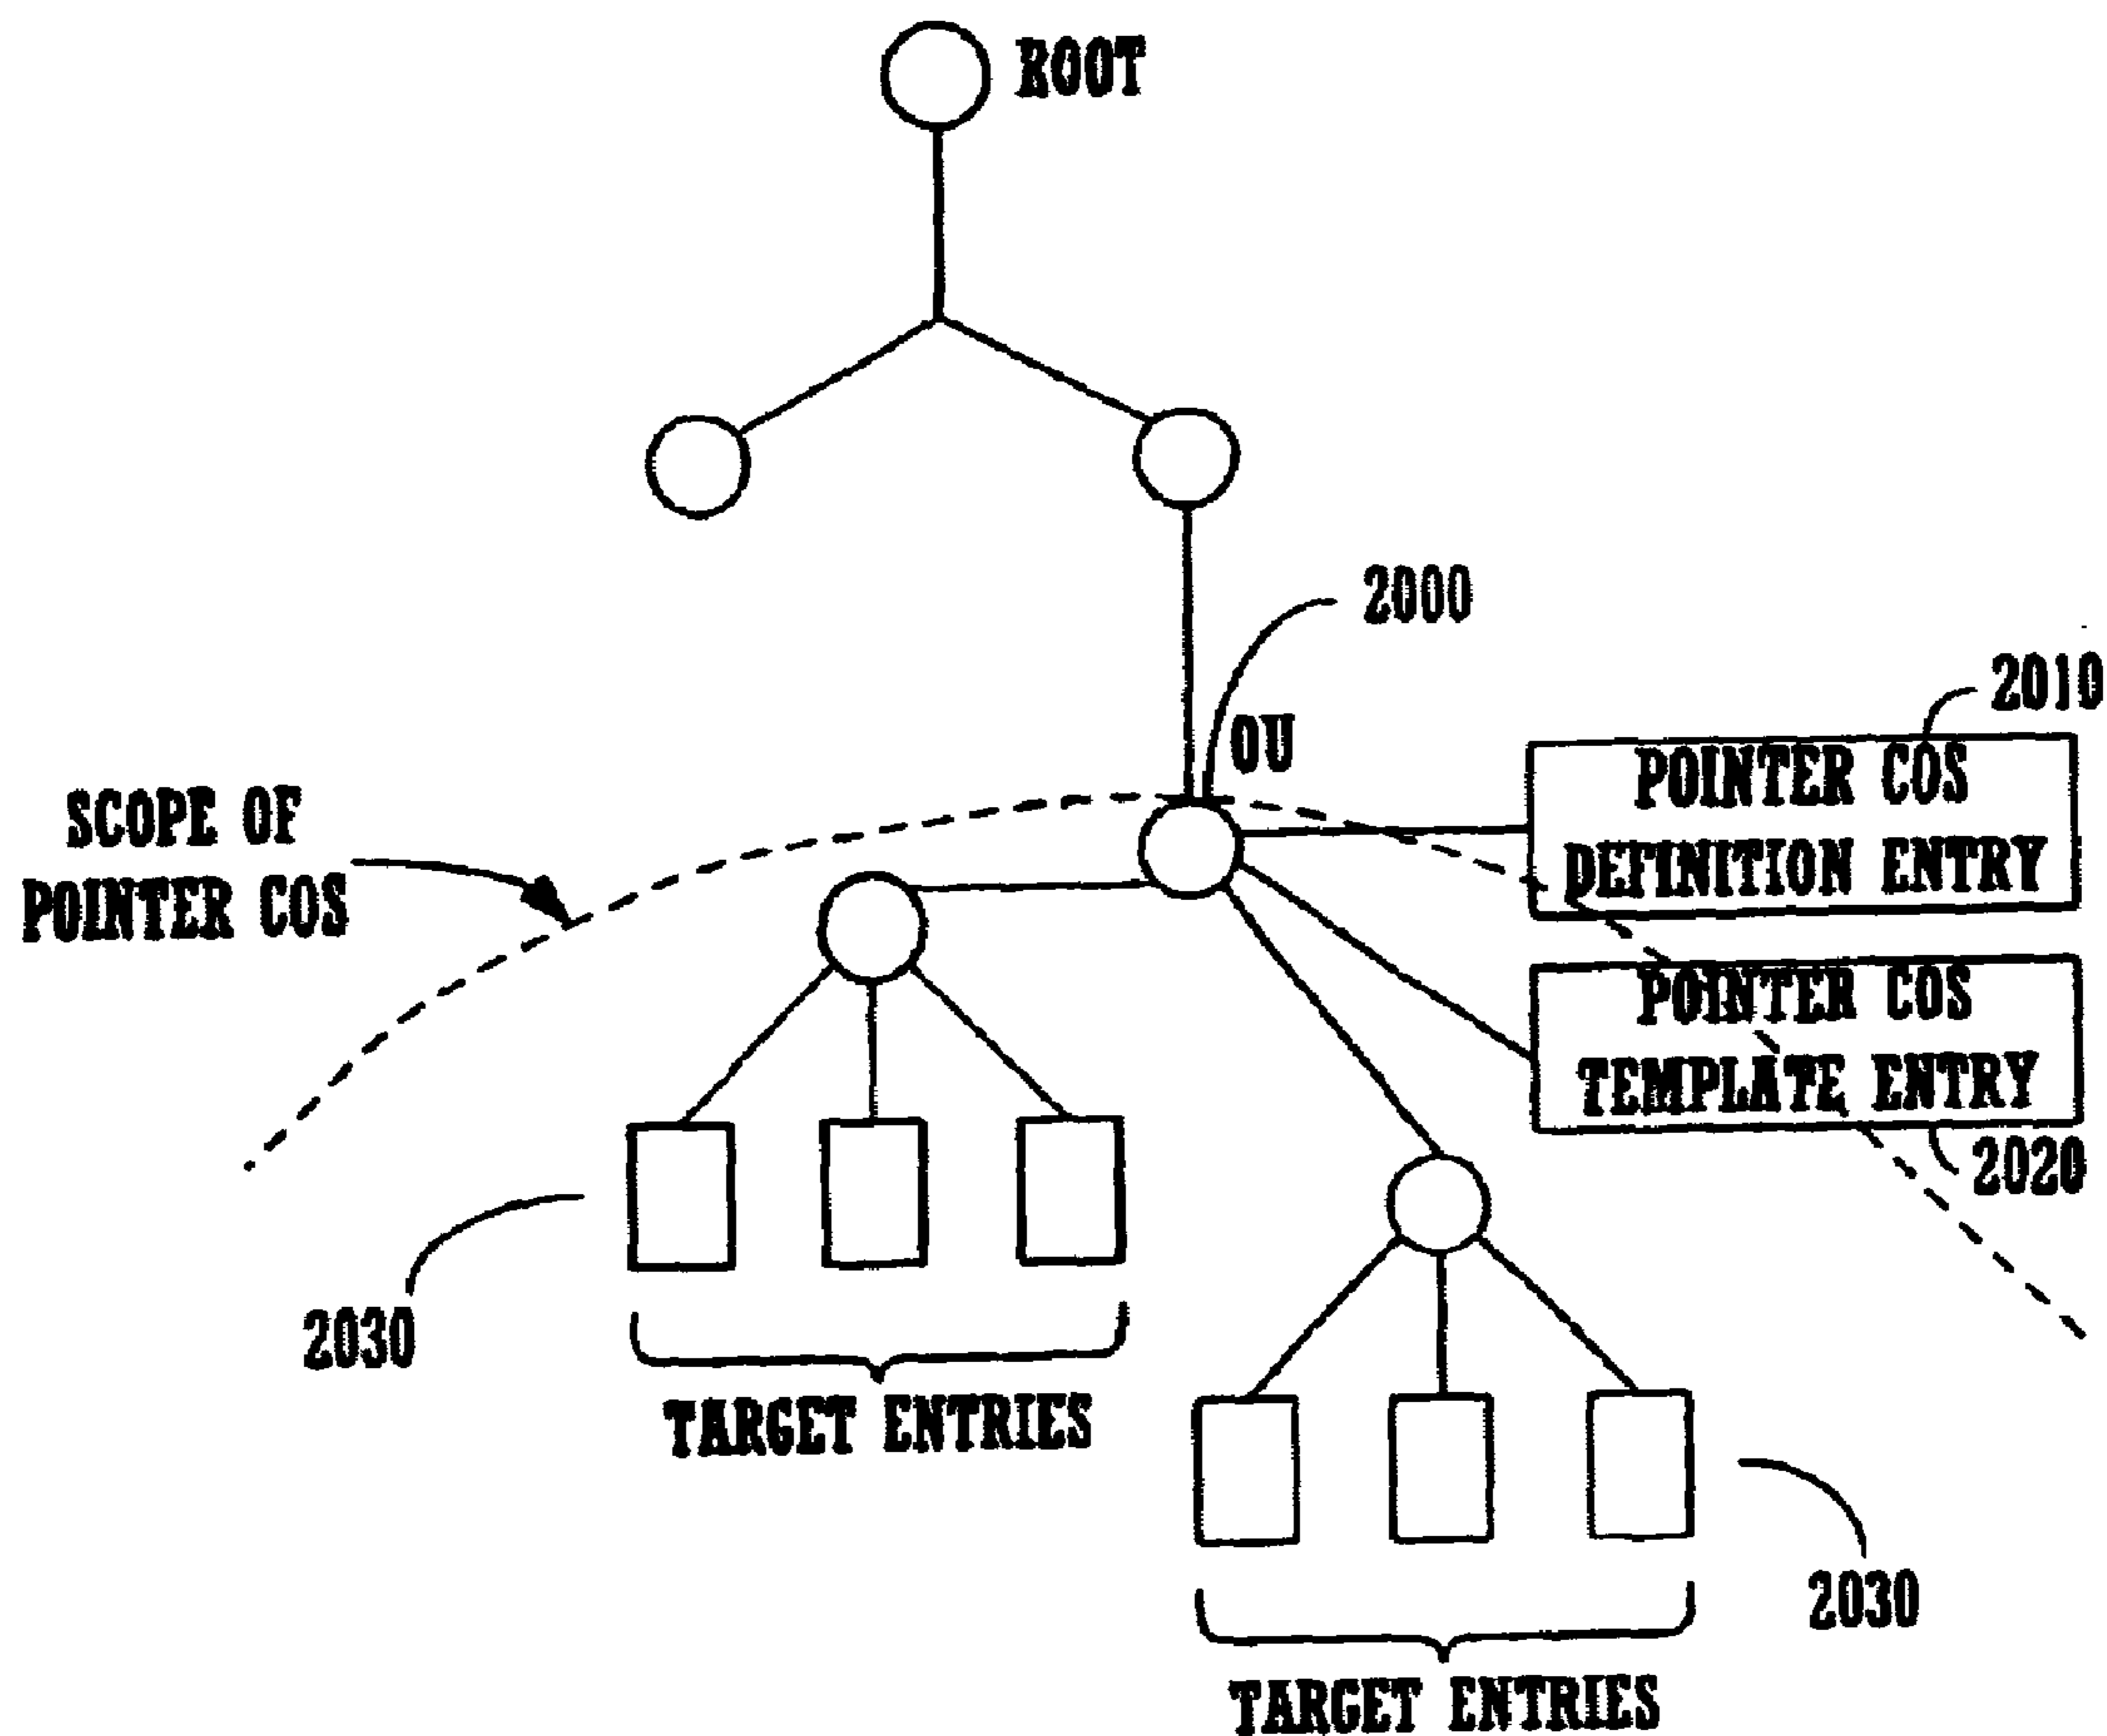 ROOT
2000
2010
OU
POINTER COS
DEFINITION ENTRY
SCOPE OF
POINTER COS
POINTER COS
TEMPLATE ENTRY
2020
2030
TARGET ENTRIES
2030
TARGET ENTRIES